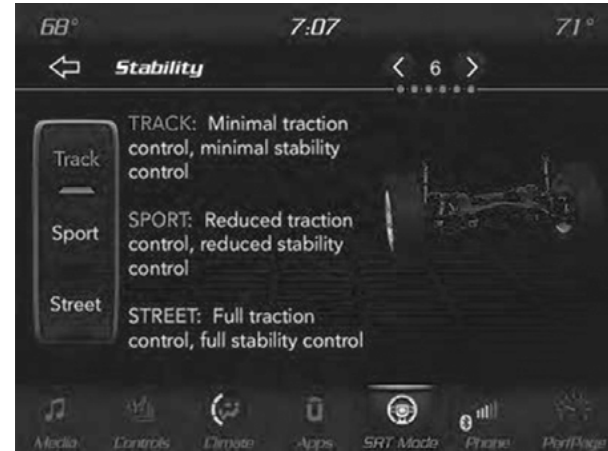 68° 7:07 71°
Stability
6
TRACK: Minimal traction
control, minimal stability
control
Track
SPORT: Reduced traction
control, reduced stability
control
Sport
STREET: Full traction
control, full stability control
Street
Media Controls Climate Apps SRT Mode Phone PerfPage